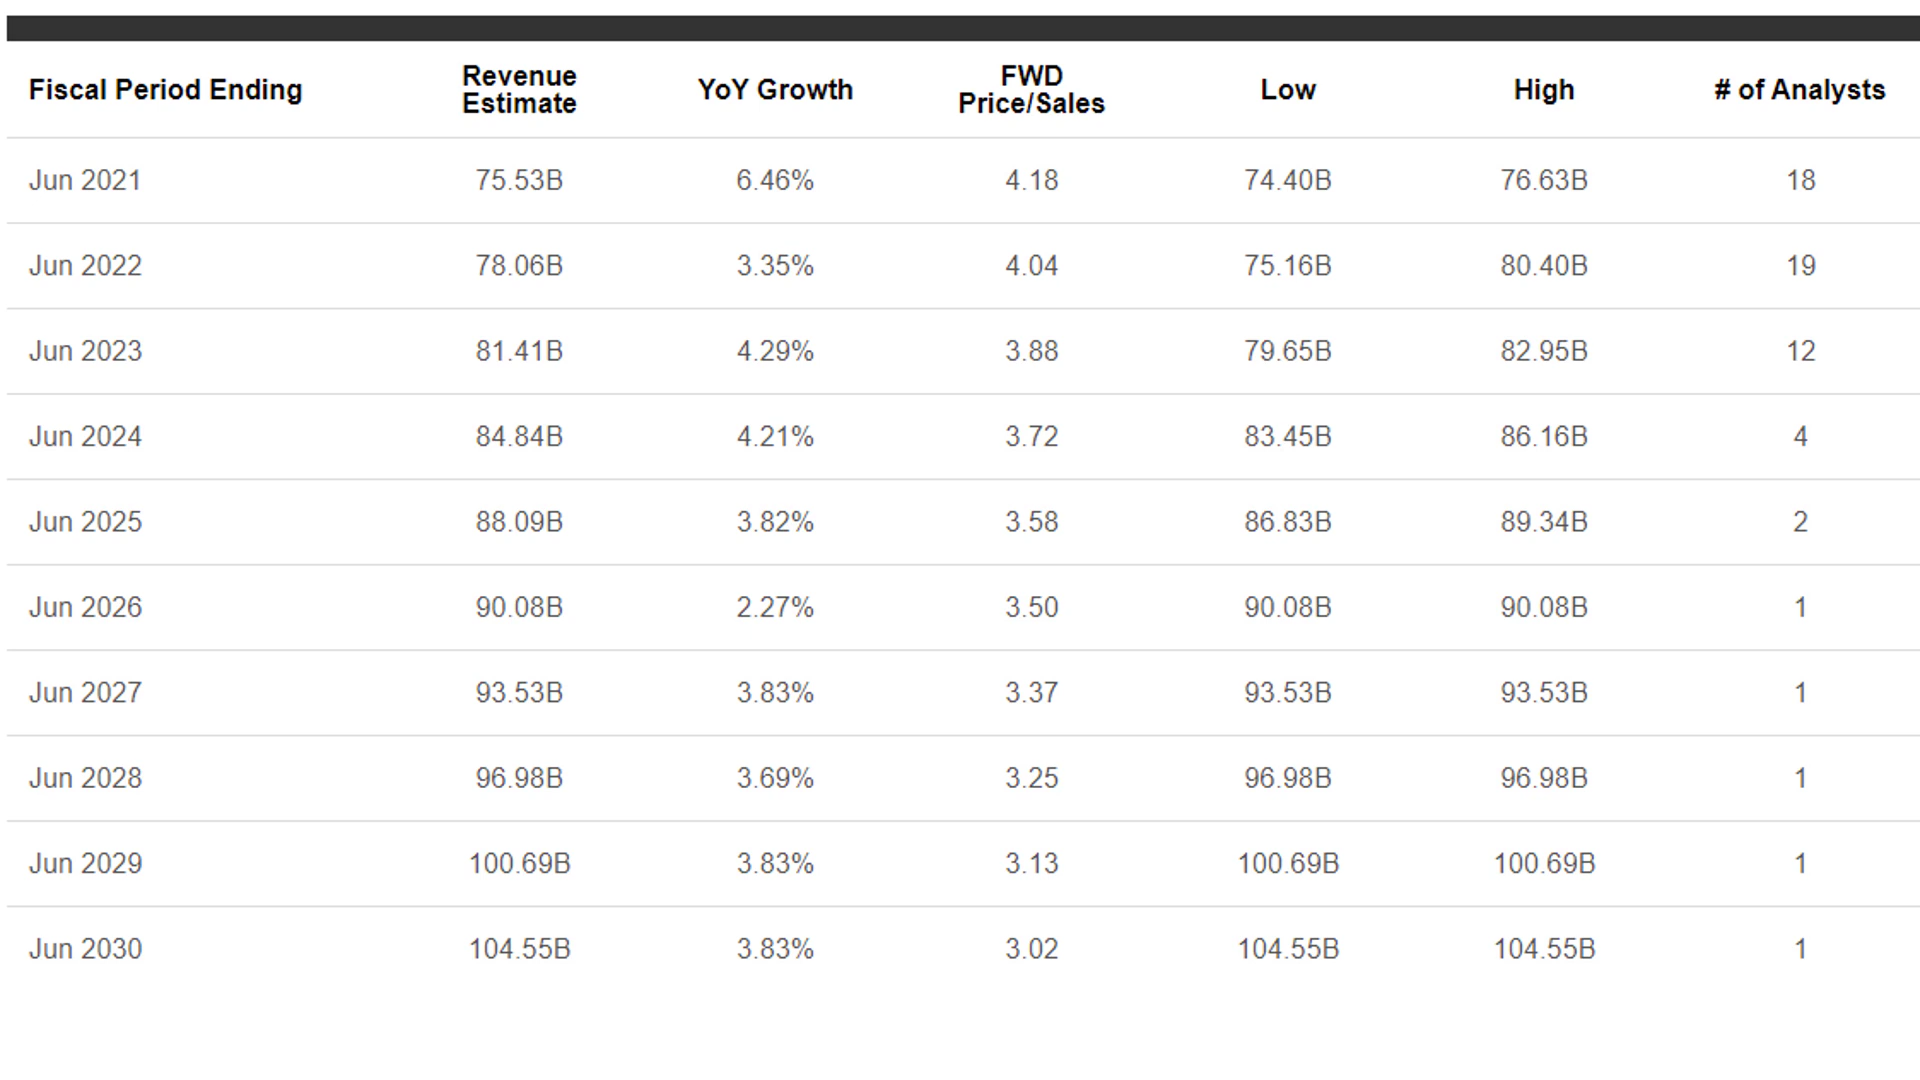 Fiscal Period Ending Revenue Estimate YoY Growth FWD Price/Sales Low High # of Analysts
Jun 2021 75.53B 6.46% 4.18 74.40B 76.63B 18
Jun 2022 78.06B 3.35% 4.04 75.16B 80.40B 19
Jun 2023 81.41B 4.29% 3.88 79.65B 82.95B 12
Jun 2024 84.84B 4.21% 3.72 83.45B 86.16B 4
Jun 2025 88.09B 3.82% 3.58 86.83B 89.34B 2
Jun 2026 90.08B 2.27% 3.50 90.08B 90.08B 1
Jun 2027 93.53B 3.83% 3.37 93.53B 93.53B 1
Jun 2028 96.98B 3.69% 3.25 96.98B 96.98B 1
Jun 2029 100.69B 3.83% 3.13 100.69B 100.69B 1
Jun 2030 104.55B 3.83% 3.02 104.55B 104.55B 1